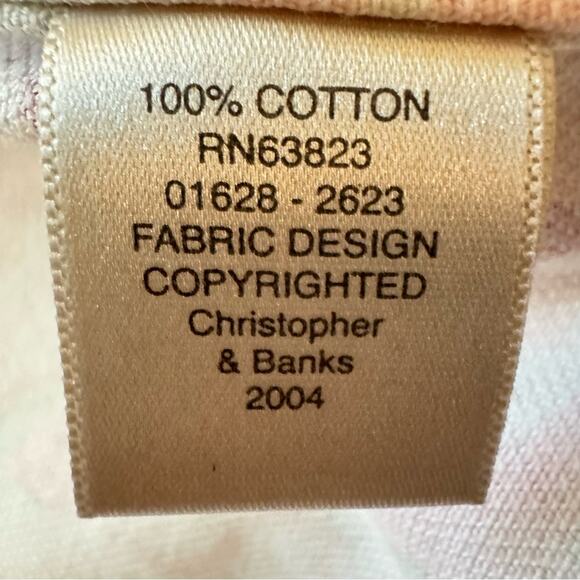 100% COTTON
RN63823
01628 - 2623
FABRIC DESIGN
COPYRIGHTED
Christopher
& Banks
2004